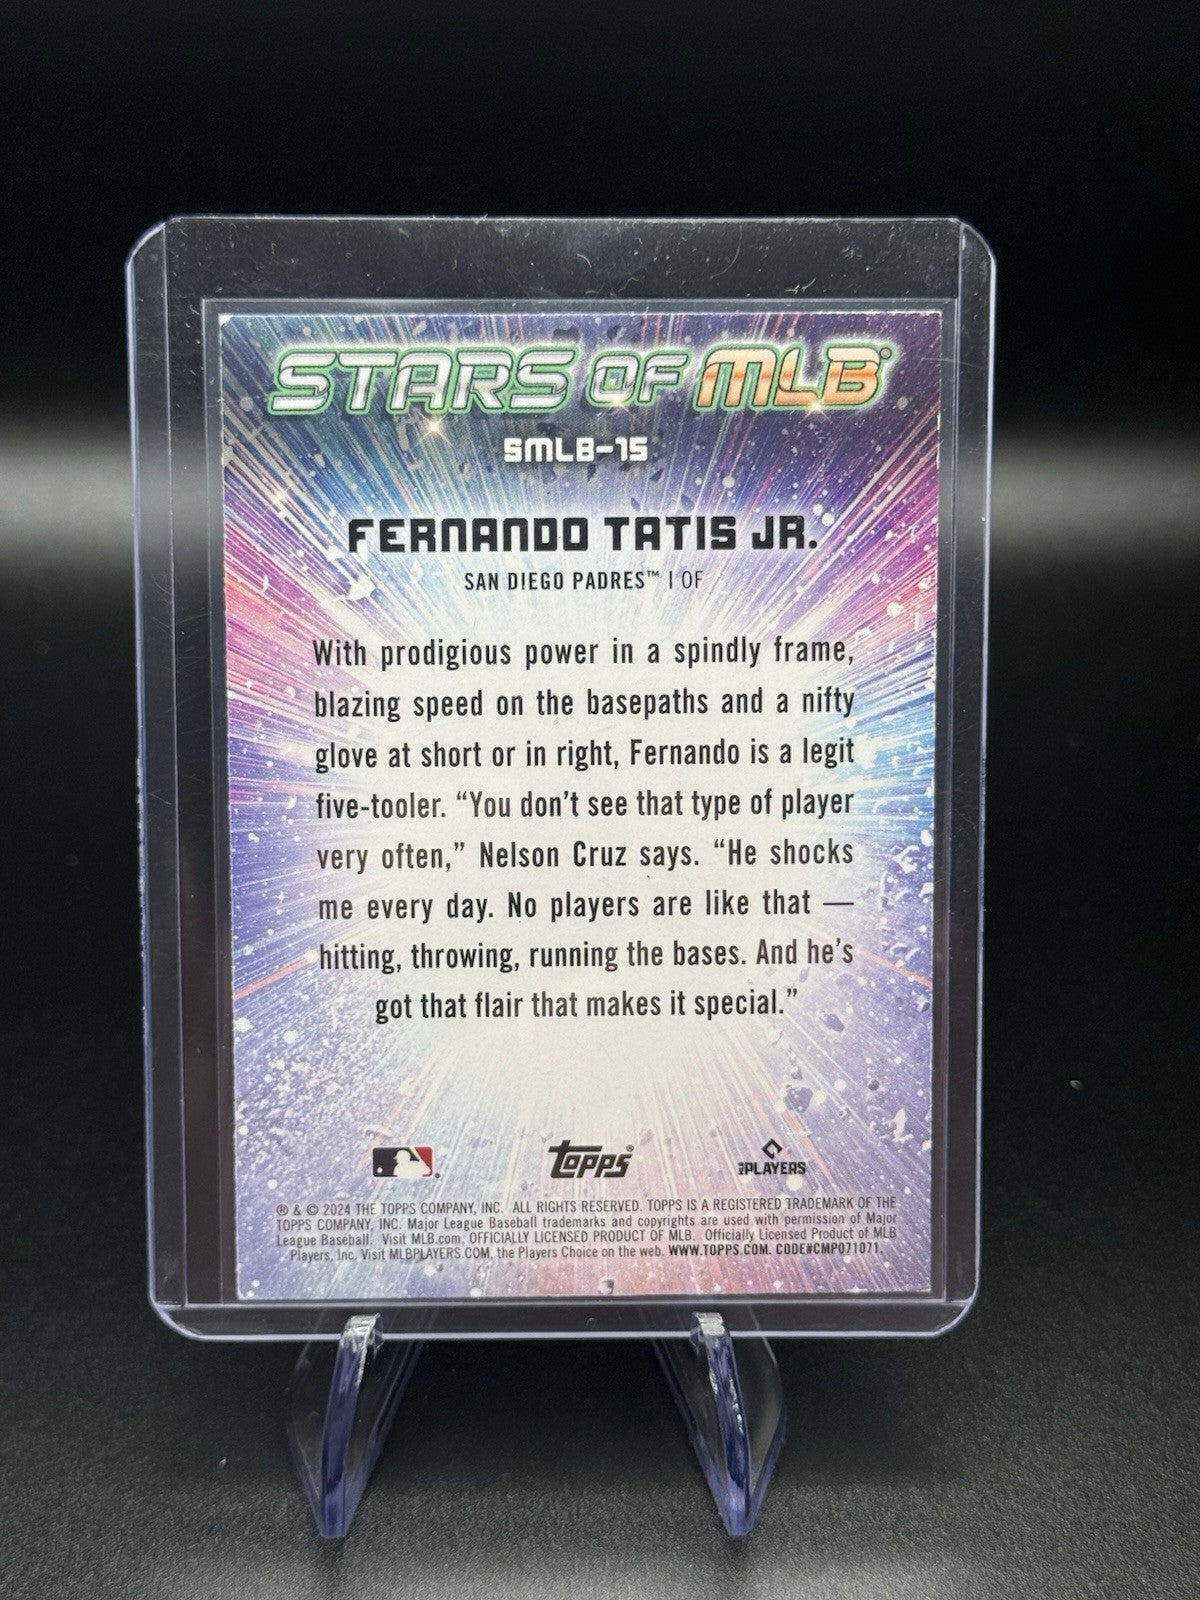 STARS OF MLB®
SMLB-15
FERNANDO TATIS JR.
SAN DIEGO PADRES™ | OF
With prodigious power in a spindly frame,
blazing speed on the basepaths and a nifty
glove at short or in right, Fernando is a legit
five-tooler. “You don’t see that type of player
very often,” Nelson Cruz says. “He shocks
me every day. No players are like that —
hitting, throwing, running the bases. And he’s
got that flair that makes it special.”
Topps® MLBPLAYERS
® & © 2024 THE TOPPS COMPANY, INC. ALL RIGHTS RESERVED. TOPPS IS A REGISTERED TRADEMARK OF THE
TOPPS COMPANY, INC. Major League Baseball trademarks and copyrights are used with permission of Major
League Baseball. Visit MLB.com. OFFICIALLY LICENSED PRODUCT OF MLB. Officially Licensed Product of MLB
Players, Inc. Visit MLBPLAYERS.COM, the Players Choice on the web. WWW.TOPPS.COM. CODE#CMP071071.